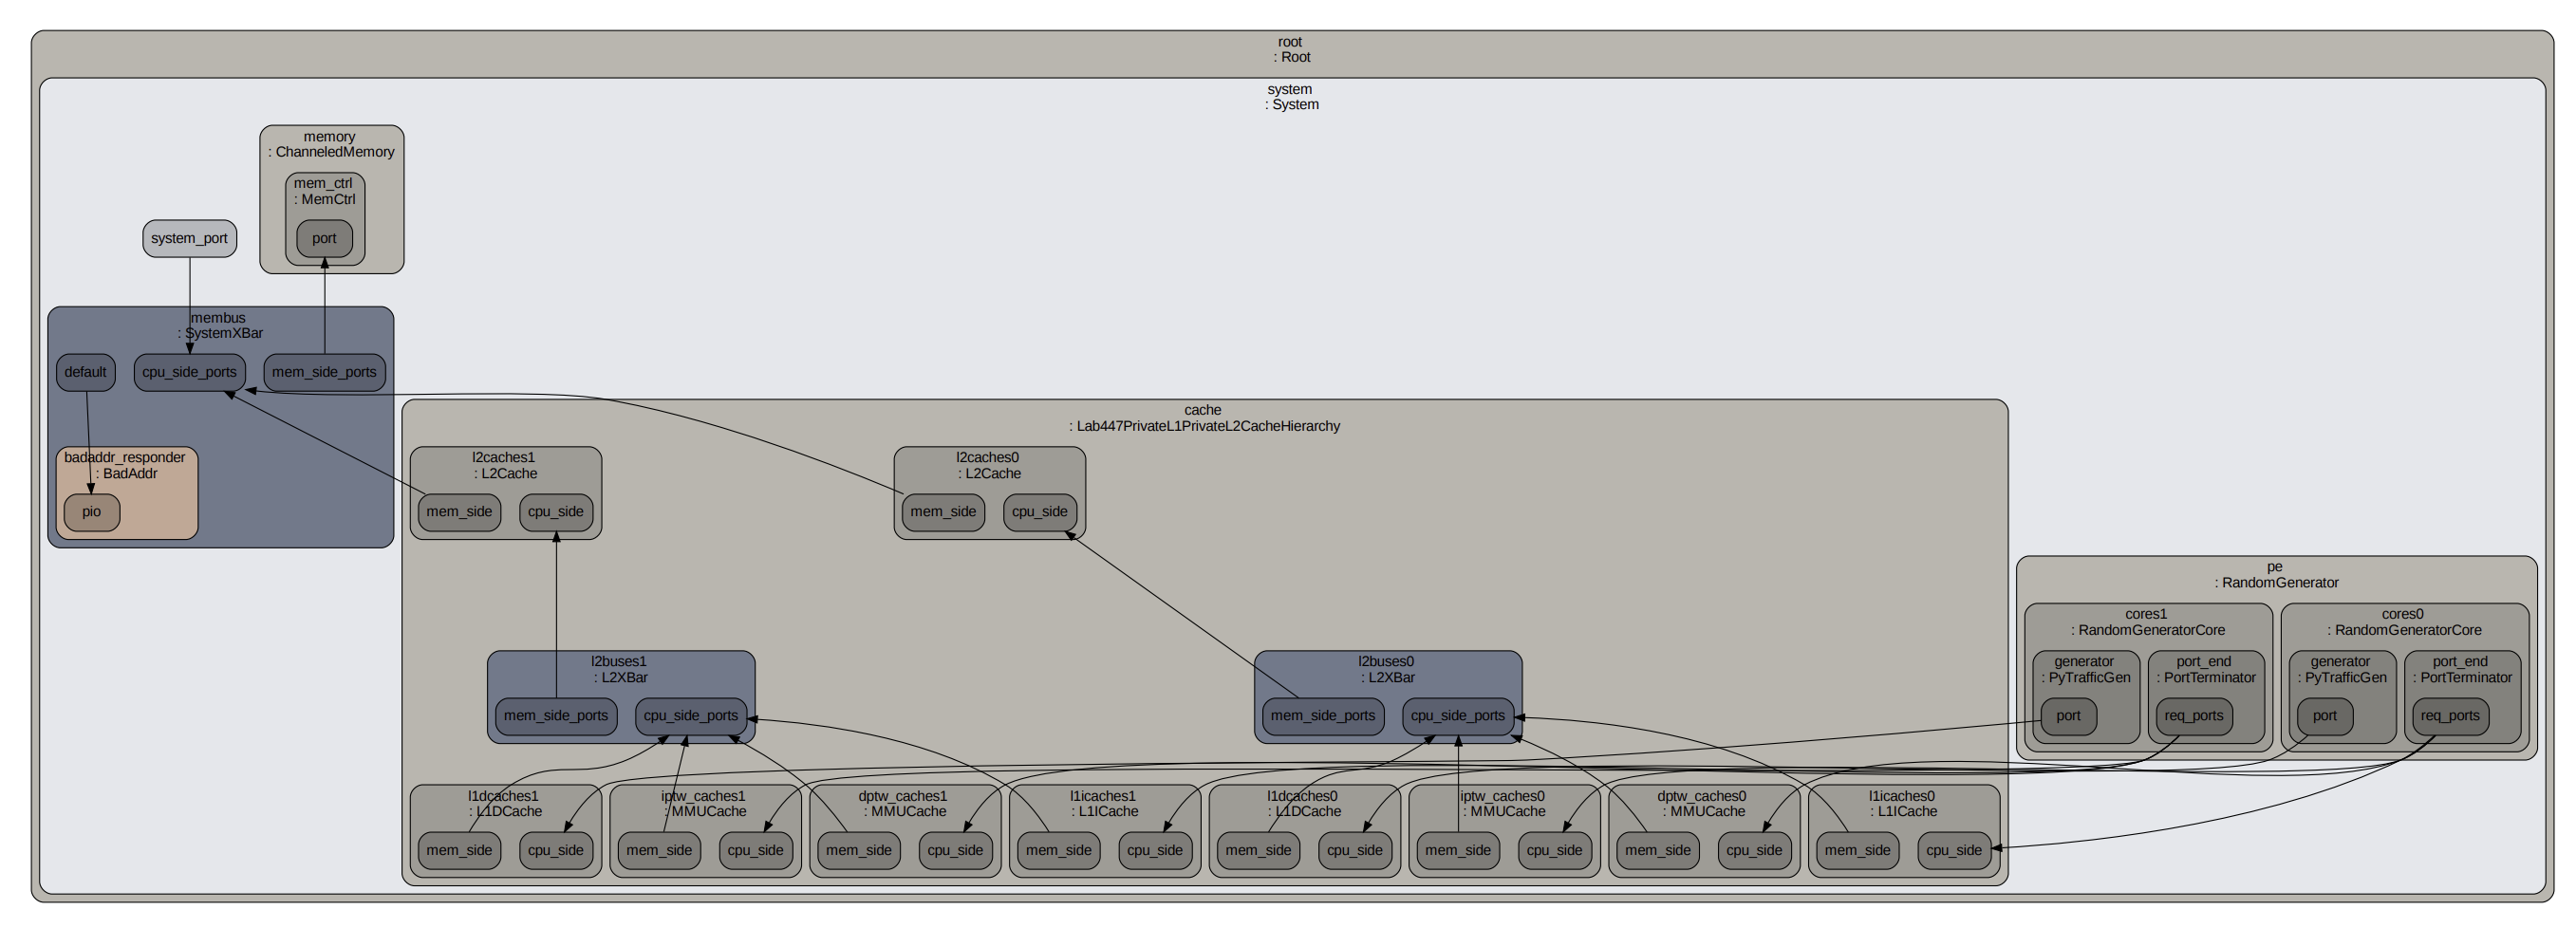 root
: Root
system
: System
memory
: ChanneledMemory
mem_ctrl
: MemCtrl
system_port
port
membus
: SystemXBar
default
cpu_side_ports
mem_side_ports
badaddr_responder
: BadAddr
pio
cache
: Lab447PrivateL1PrivateL2CacheHierarchy
l2caches1
: L2Cache
mem_side
cpu_side
l2caches0
: L2Cache
mem_side
cpu_side
l2buses1
: L2XBar
mem_side_ports
cpu_side_ports
l2buses0
: L2XBar
mem_side_ports
cpu_side_ports
l1dcaches1
: L1DCache
mem_side
cpu_side
iptw_caches1
: MMUCache
mem_side
cpu_side
dptw_caches1
: MMUCache
mem_side
cpu_side
l1icaches1
: L1ICache
mem_side
cpu_side
l1dcaches0
: L1DCache
mem_side
cpu_side
iptw_caches0
: MMUCache
mem_side
cpu_side
dptw_caches0
: MMUCache
mem_side
cpu_side
l1icaches0
: L1ICache
mem_side
cpu_side
pe
: RandomGenerator
cores1
: RandomGeneratorCore
generator
: PyTrafficGen
port
port_end
: PortTerminator
req_ports
cores0
: RandomGeneratorCore
generator
: PyTrafficGen
port
port_end
: PortTerminator
req_ports